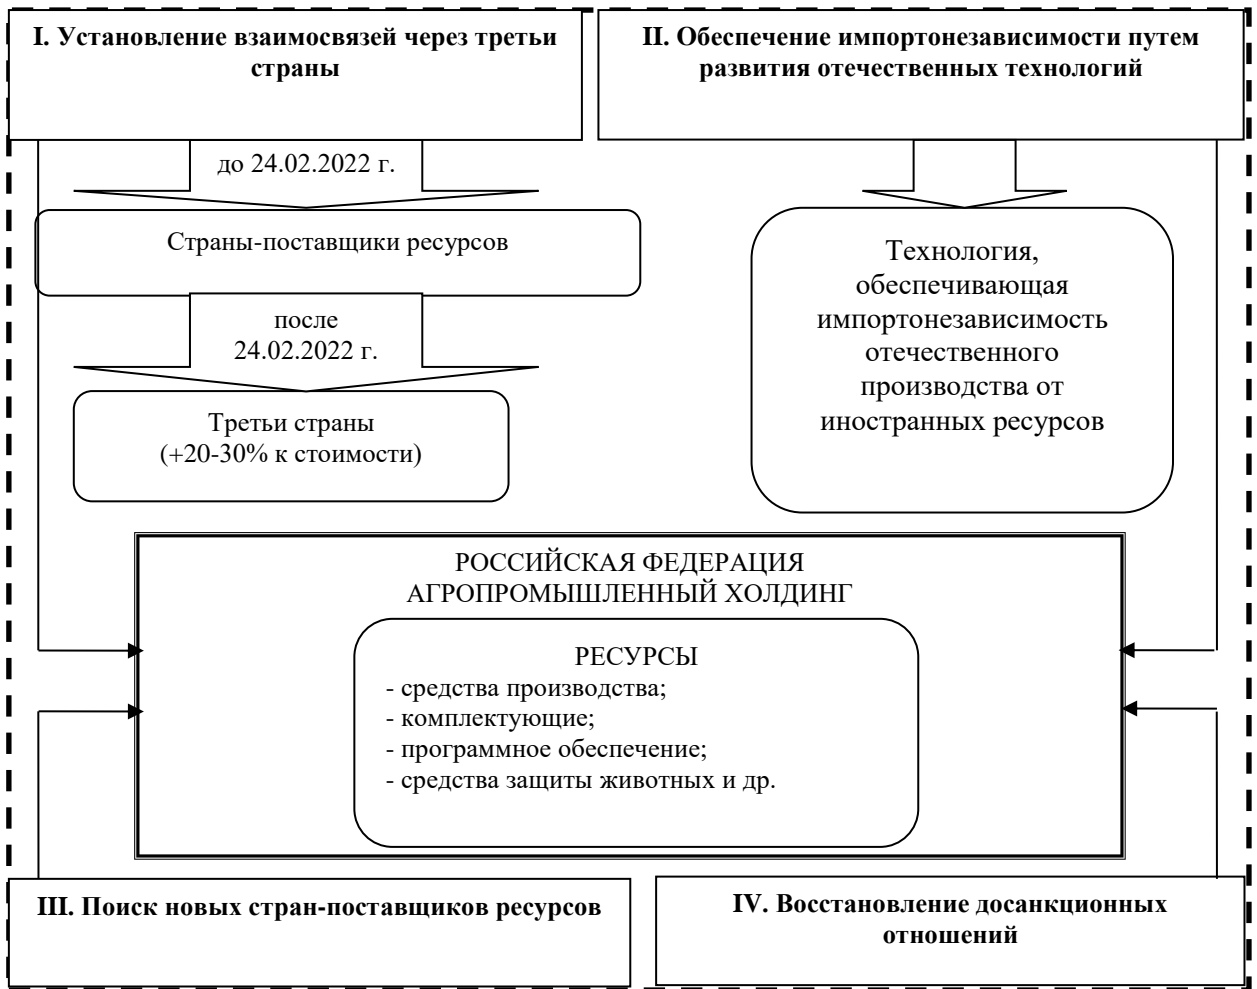 I. Установление взаимосвязей через третьи
страны
II. Обеспечение импортонезависимости путем
развития отечественных технологий
до 24.02.2022 г.
Страны-поставщики ресурсов
после
24.02.2022 г.
Третьи страны
(+20-30% к стоимости)
Технология,
обеспечивающая
импортонезависимость
отечественного
производства от
иностранных ресурсов
РОССИЙСКАЯ ФЕДЕРАЦИЯ
АГРОПРОМЫШЛЕННЫЙ ХОЛДИНГ
РЕСУРСЫ
- средства производства;
- комплектующие;
- программное обеспечение;
- средства защиты животных и др.
III. Поиск новых стран-поставщиков ресурсов
IV. Восстановление досанкционных
отношений